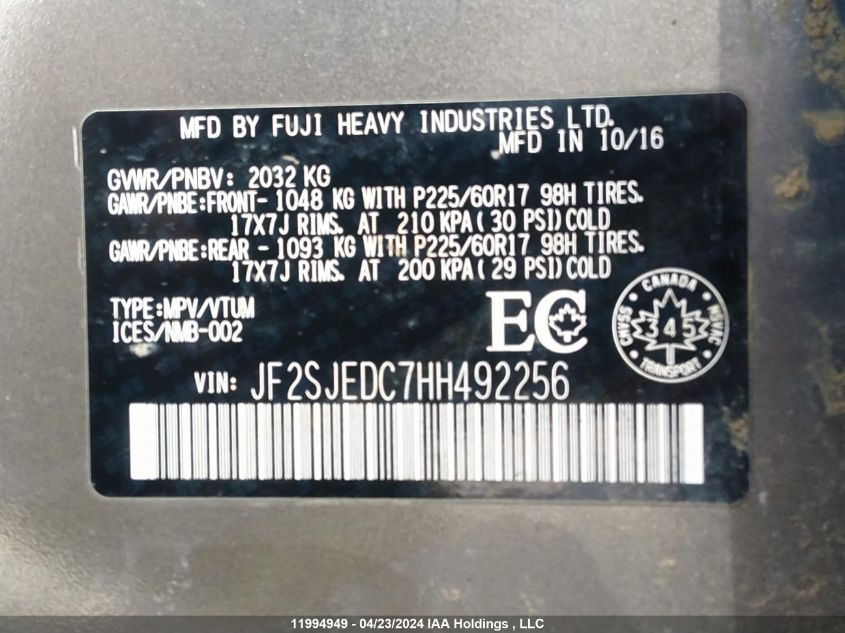 MFD BY FUJI HEAVY INDUSTRIES LTD.
MFD IN 10/16
GVWR/PNBV: 2032 KG
GAWR/PNBE:FRONT- 1048 KG WITH P225/60R17 98H TIRES.
17X7J RIMS. AT 210 KPA( 30 PSI)COLD
GAWR/PNBE:REAR - 1093 KG WITH P225/60R17 98H TIRES.
17X7J RIMS. AT 200 KPA( 29 PSI)COLD
TYPE:MPV/VTUM
ICES/NMB-002
EC
CANADA
CMVSS 345 NSVAC
TRANSPORT
VIN: JF2SJEDC7HH492256
11994949 - 04/23/2024 IAA Holdings , LLC